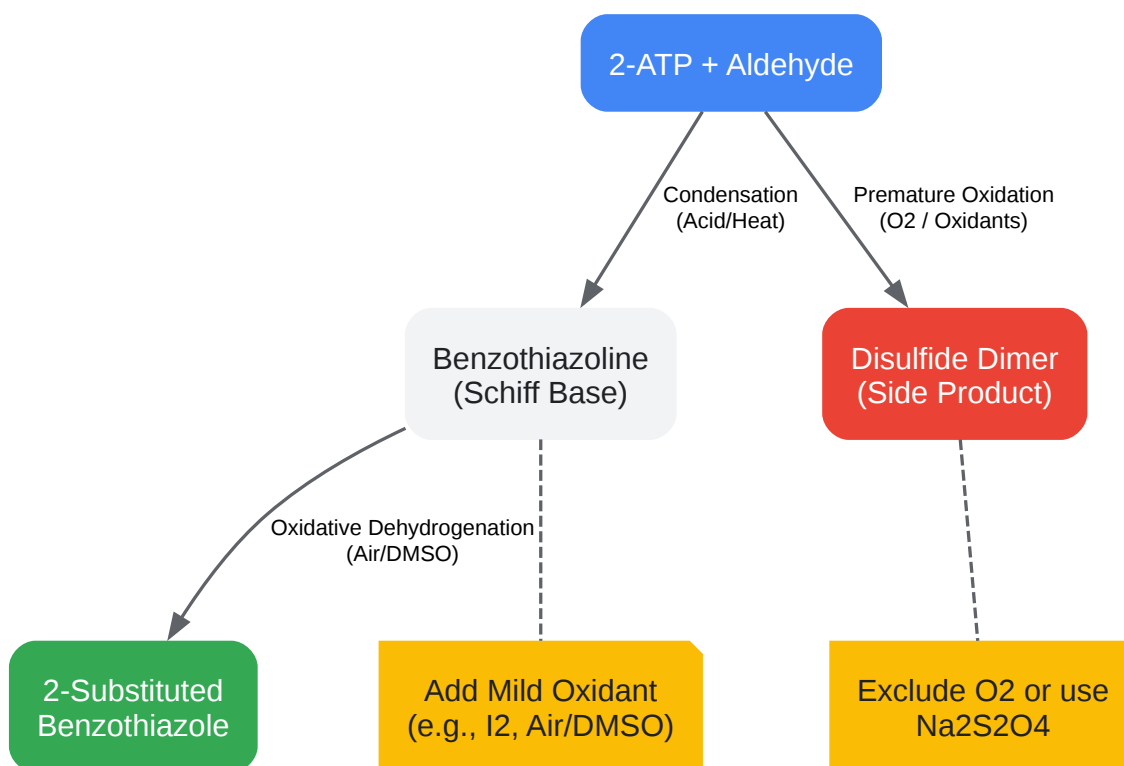 2-ATP + Aldehyde
Condensation
(Acid/Heat)
Premature Oxidation
(O2 / Oxidants)
Benzothiazoline
(Schiff Base)
Disulfide Dimer
(Side Product)
Oxidative Dehydrogenation
(Air/DMSO)
2-Substituted
Benzothiazole
Add Mild Oxidant
(e.g., I2, Air/DMSO)
Exclude O2 or use
Na2S2O4